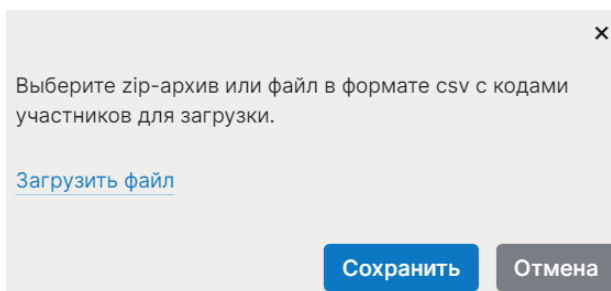 Выберите zip-архив или файл в формате csv с кодами
участников для загрузки.
Загрузить файл
Сохранить Отмена